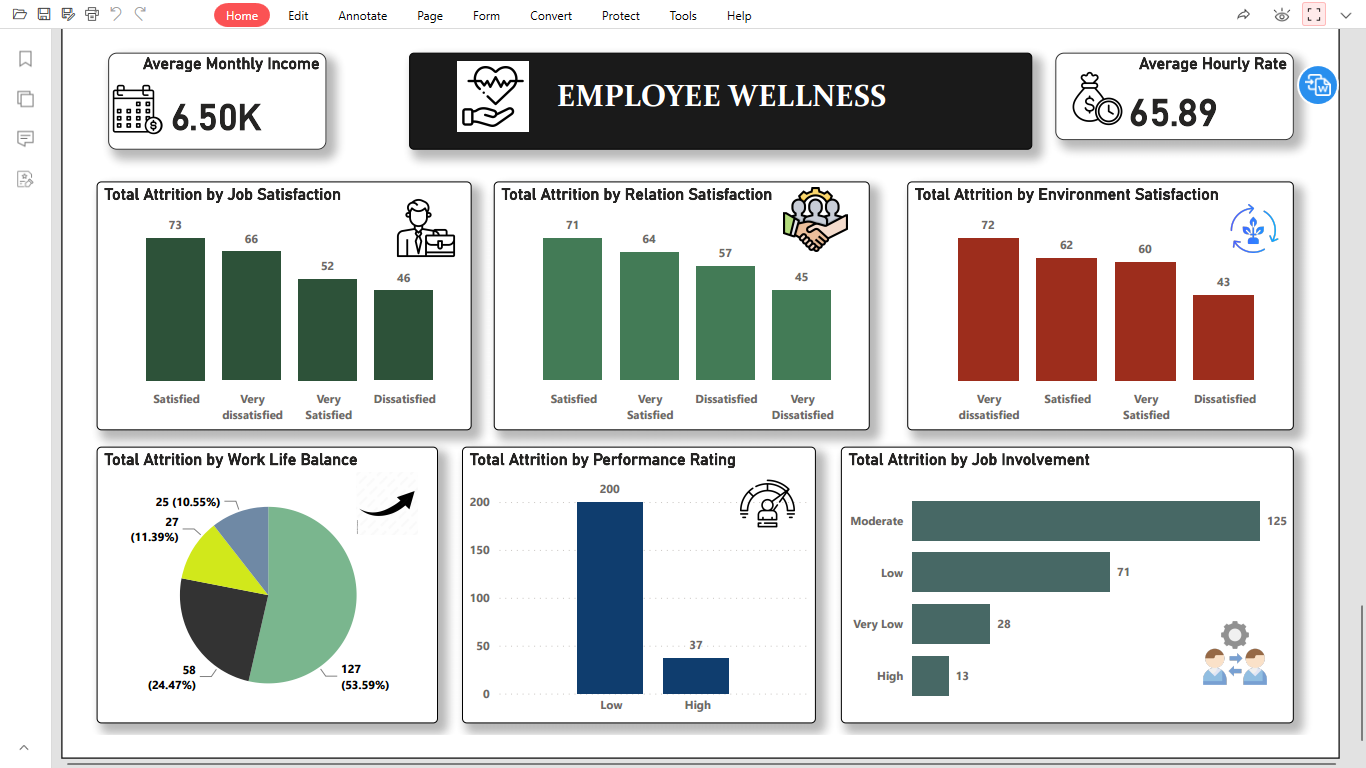 Home Edit Annotate Page Form Convert Protect Tools Help
Average Monthly Income
6.50K
EMPLOYEE WELLNESS
Average Hourly Rate
65.89
W
Total Attrition by Job Satisfaction
73
66
52
46
Satisfied
Very
dissatisfied
Very
Satisfied
Dissatisfied
Total Attrition by Relation Satisfaction
71
64
57
45
Satisfied
Very
Satisfied
Dissatisfied
Very
Dissatisfied
Total Attrition by Environment Satisfaction
72
62
60
43
Very
dissatisfied
Satisfied
Very
Satisfied
Dissatisfied
Total Attrition by Work Life Balance
25 (10.55%)
27
(11.39%)
58
(24.47%)
127
(53.59%)
Total Attrition by Performance Rating
200
150
100
50
0
200
37
Low
High
Total Attrition by Job Involvement
Moderate 125
Low 71
Very Low 28
High 13